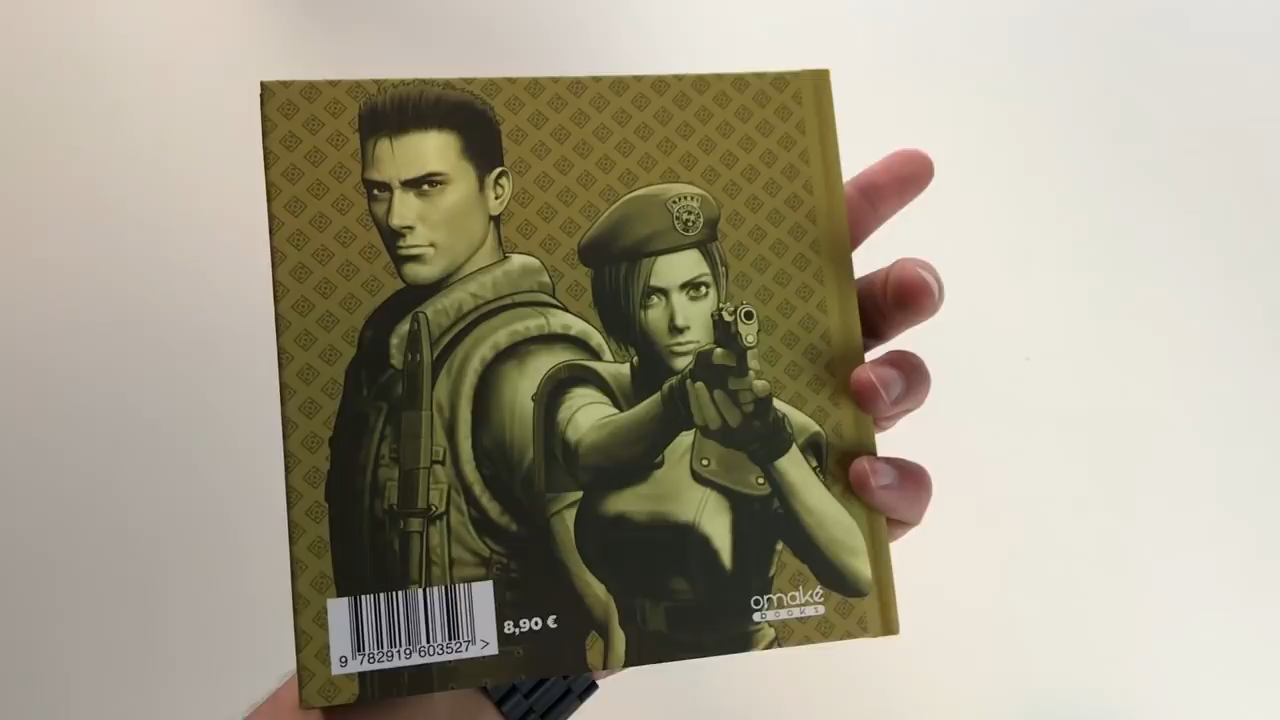 S.T.A.R.S.
9 782919 603527 >
8,90 €
omaké
books